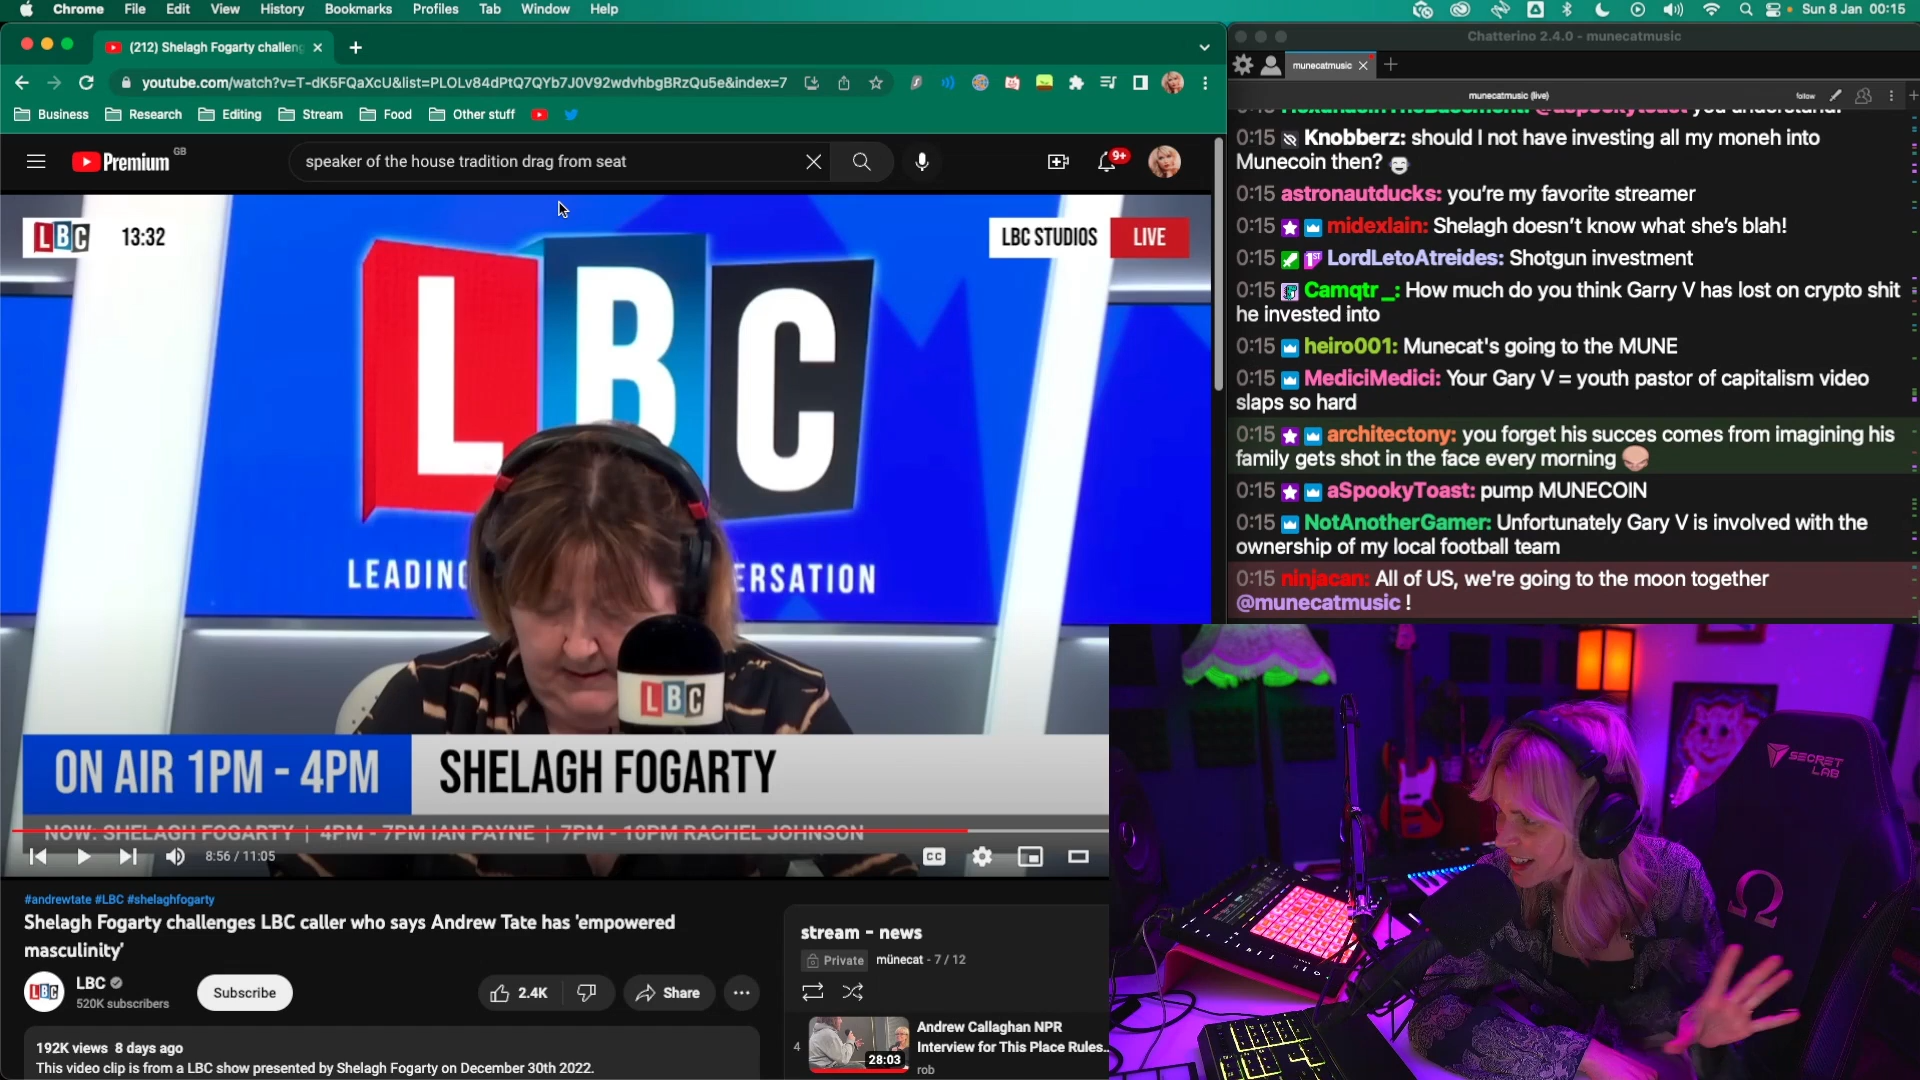 Chrome File Edit View History Bookmarks Profiles Tab Window Help
Sun 8 Jan 00:15
(212) Shelagh Fogarty challeng
youtube.com/watch?v=T-dK5FQaXcU&list=PLOLv84dPtQ7QYb7J0V92wdvhbgBRzQu5e&index=7
Business Research Editing Stream Food Other stuff
Premium GB
speaker of the house tradition drag from seat
9+
LBC 13:32
LBC STUDIOS LIVE
LBC
LEADING
ERSATION
LBC
ON AIR 1PM - 4PM SHELAGH FOGARTY
NOW: SHELAGH FOGARTY | 4PM - 7PM IAN PAYNE | 7PM - 10PM RACHEL JOHNSON
8:56 / 11:05
CC
#andrewtate #LBC #shelaghfogarty
Shelagh Fogarty challenges LBC caller who says Andrew Tate has 'empowered
masculinity'
LBC
LBC
520K subscribers
Subscribe
2.4K
Share
192K views 8 days ago
This video clip is from a LBC show presented by Shelagh Fogarty on December 30th 2022.
stream - news
Private münecat - 7 / 12
4
28:03
Andrew Callaghan NPR
Interview for This Place Rules...
rob
Chatterino 2.4.0 - munecatmusic
munecatmusic
munecatmusic (live)
follow
0:15 Knobberz: should I not have investing all my moneh into
Munecoin then?
0:15 astronautducks: you're my favorite streamer
0:15 midexlain: Shelagh doesn't know what she's blah!
0:15 1ST LordLetoAtreides: Shotgun investment
0:15 Camqtr_: How much do you think Garry V has lost on crypto shit
he invested into
0:15 heiro001: Munecat's going to the MUNE
0:15 MediciMedici: Your Gary V = youth pastor of capitalism video
slaps so hard
0:15 architectony: you forget his succes comes from imagining his
family gets shot in the face every morning
0:15 aSpookyToast: pump MUNECOIN
0:15 NotAnotherGamer: Unfortunately Gary V is involved with the
ownership of my local football team
0:15 ninjacan: All of US, we're going to the moon together
@munecatmusic !
SECRET
LAB